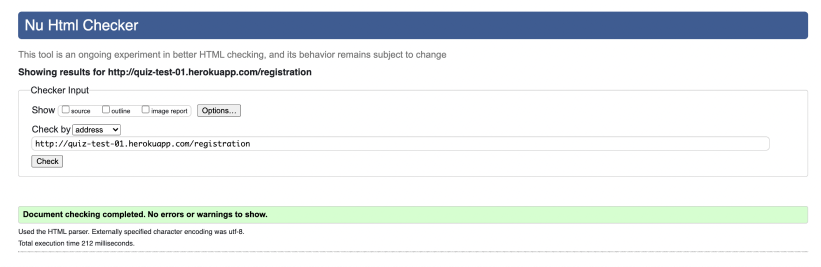 Nu Html Checker
This tool is an ongoing experiment in better HTML checking, and its behavior remains subject to change
Showing results for http://quiz-test-01.herokuapp.com/registration
Checker Input
Show source outline image report Options...
Check by address
http://quiz-test-01.herokuapp.com/registration
Check
Document checking completed. No errors or warnings to show.
Used the HTML parser. Externally specified character encoding was utf-8.
Total execution time 212 milliseconds.